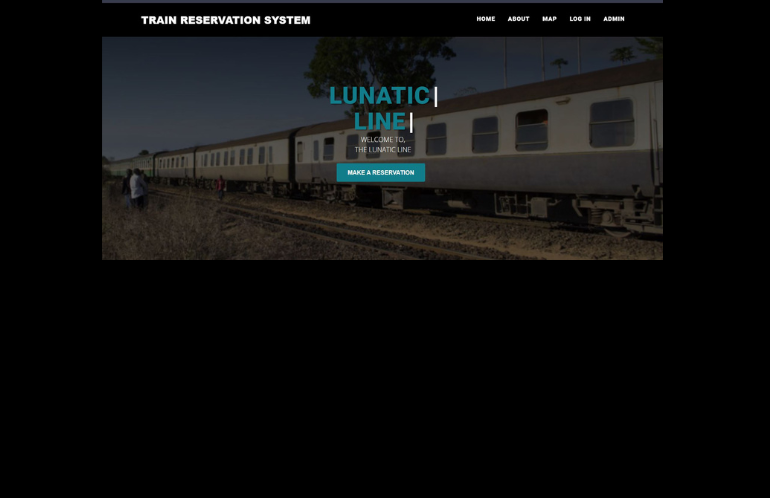 TRAIN RESERVATION SYSTEM
HOME ABOUT MAP LOG IN ADMIN
LUNATIC|
LINE|
WELCOME TO,
THE LUNATIC LINE
MAKE A RESERVATION